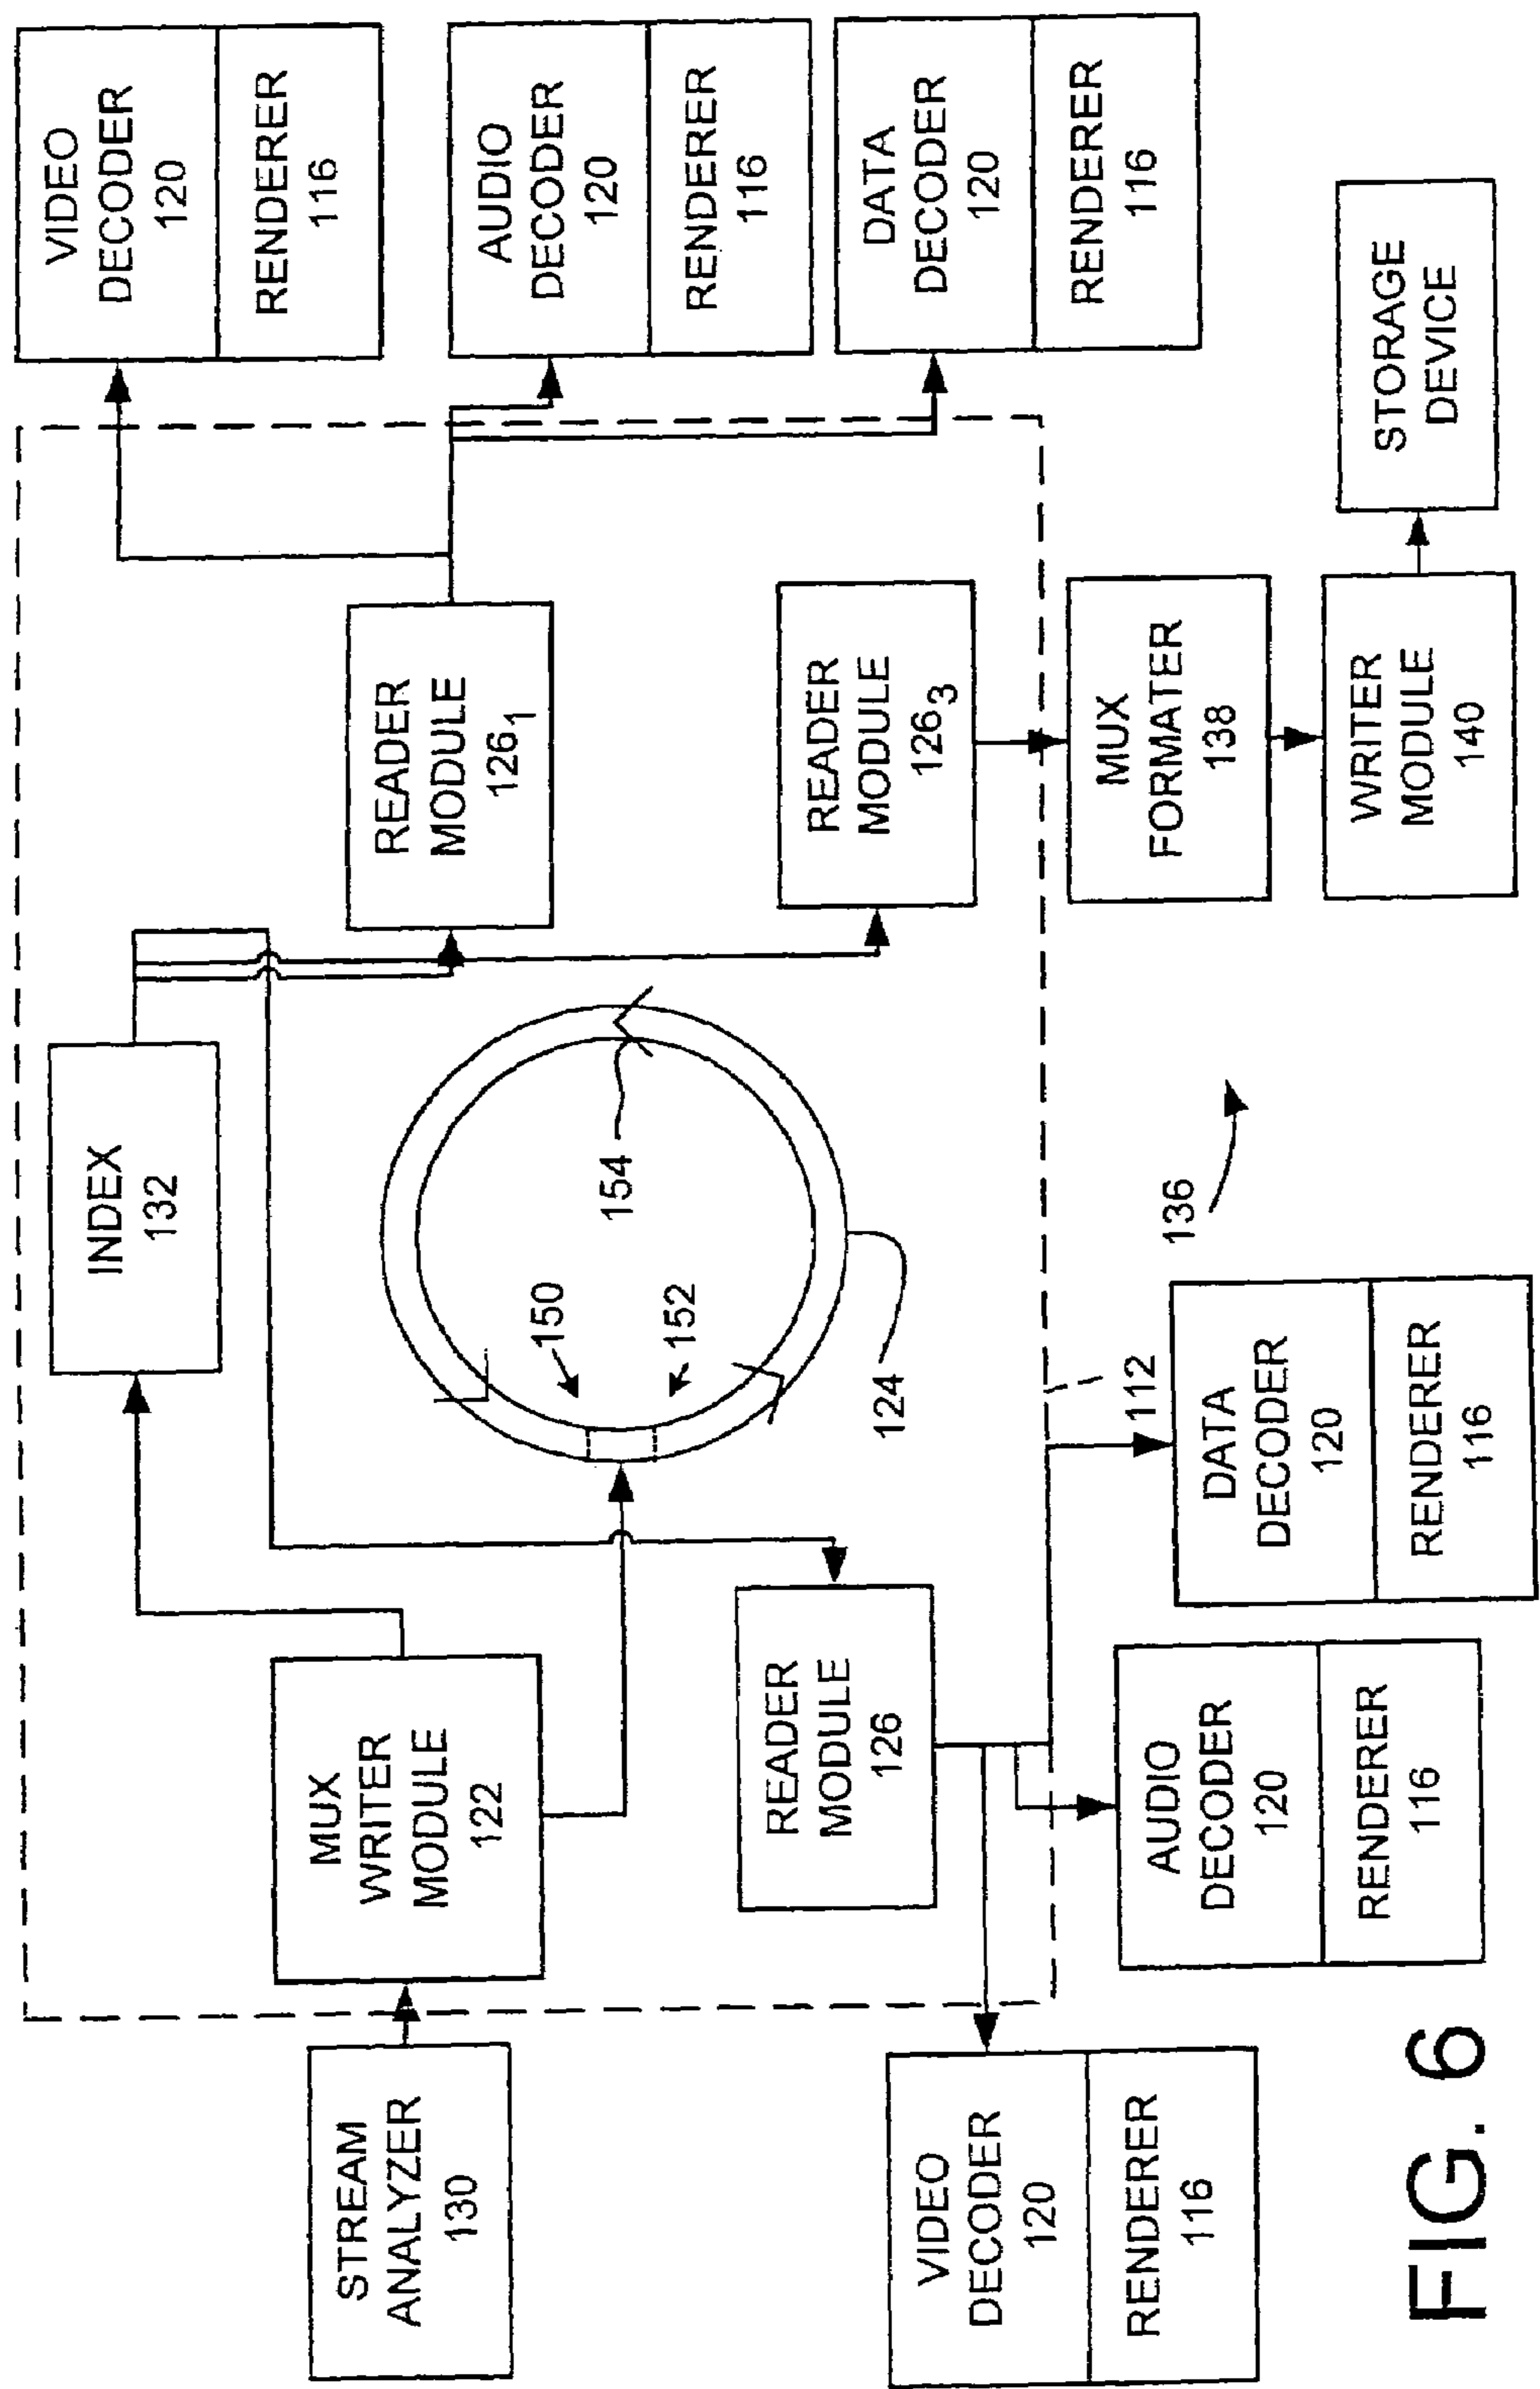 STREAM
ANALYZER
130
MUX
WRITER
MODULE
122
INDEX
132
READER
MODULE
126₁
VIDEO
DECODER
120
RENDERER
116
AUDIO
DECODER
120
RENDERER
116
DATA
DECODER
120
RENDERER
116
150
152
154
124
READER
MODULE
126
READER
MODULE
126₃
MUX
FORMATER
138
WRITER
MODULE
140
STORAGE
DEVICE
112
136
VIDEO
DECODER
120
RENDERER
116
AUDIO
DECODER
120
RENDERER
116
DATA
DECODER
120
RENDERER
116
FIG. 6